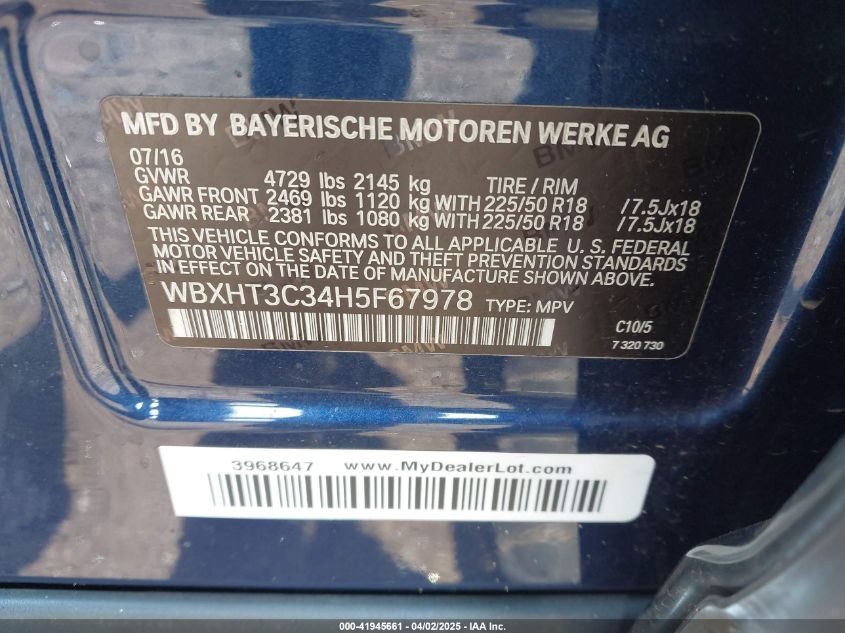 MFD BY BAYERISCHE MOTOREN WERKE AG
07/16
GVWR 4729 lbs 2145 kg TIRE / RIM
GAWR FRONT 2469 lbs 1120 kg WITH 225/50 R18 /7.5Jx18
GAWR REAR 2381 lbs 1080 kg WITH 225/50 R18 /7.5Jx18
THIS VEHICLE CONFORMS TO ALL APPLICABLE U. S. FEDERAL
MOTOR VEHICLE SAFETY AND THEFT PREVENTION STANDARDS
IN EFFECT ON THE DATE OF MANUFACTURE SHOWN ABOVE.
WBXHT3C34H5F67978 TYPE: MPV
C10/5
7 320 730
3968647 www.MyDealerLot.com
000-41945661 - 04/02/2025 - IAA Inc.